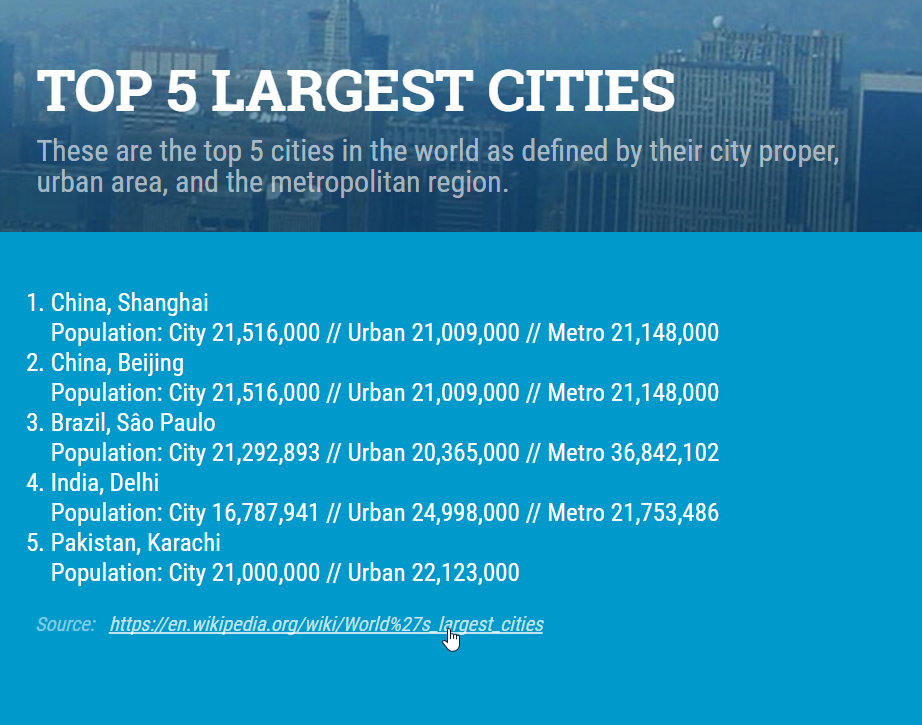 TOP 5 LARGEST CITIES
These are the top 5 cities in the world as defined by their city proper,
urban area, and the metropolitan region.
1. China, Shanghai
Population: City 21,516,000 // Urban 21,009,000 // Metro 21,148,000
2. China, Beijing
Population: City 21,516,000 // Urban 21,009,000 // Metro 21,148,000
3. Brazil, Sâo Paulo
Population: City 21,292,893 // Urban 20,365,000 // Metro 36,842,102
4. India, Delhi
Population: City 16,787,941 // Urban 24,998,000 // Metro 21,753,486
5. Pakistan, Karachi
Population: City 21,000,000 // Urban 22,123,000
Source: https://en.wikipedia.org/wiki/World%27s_largest_cities